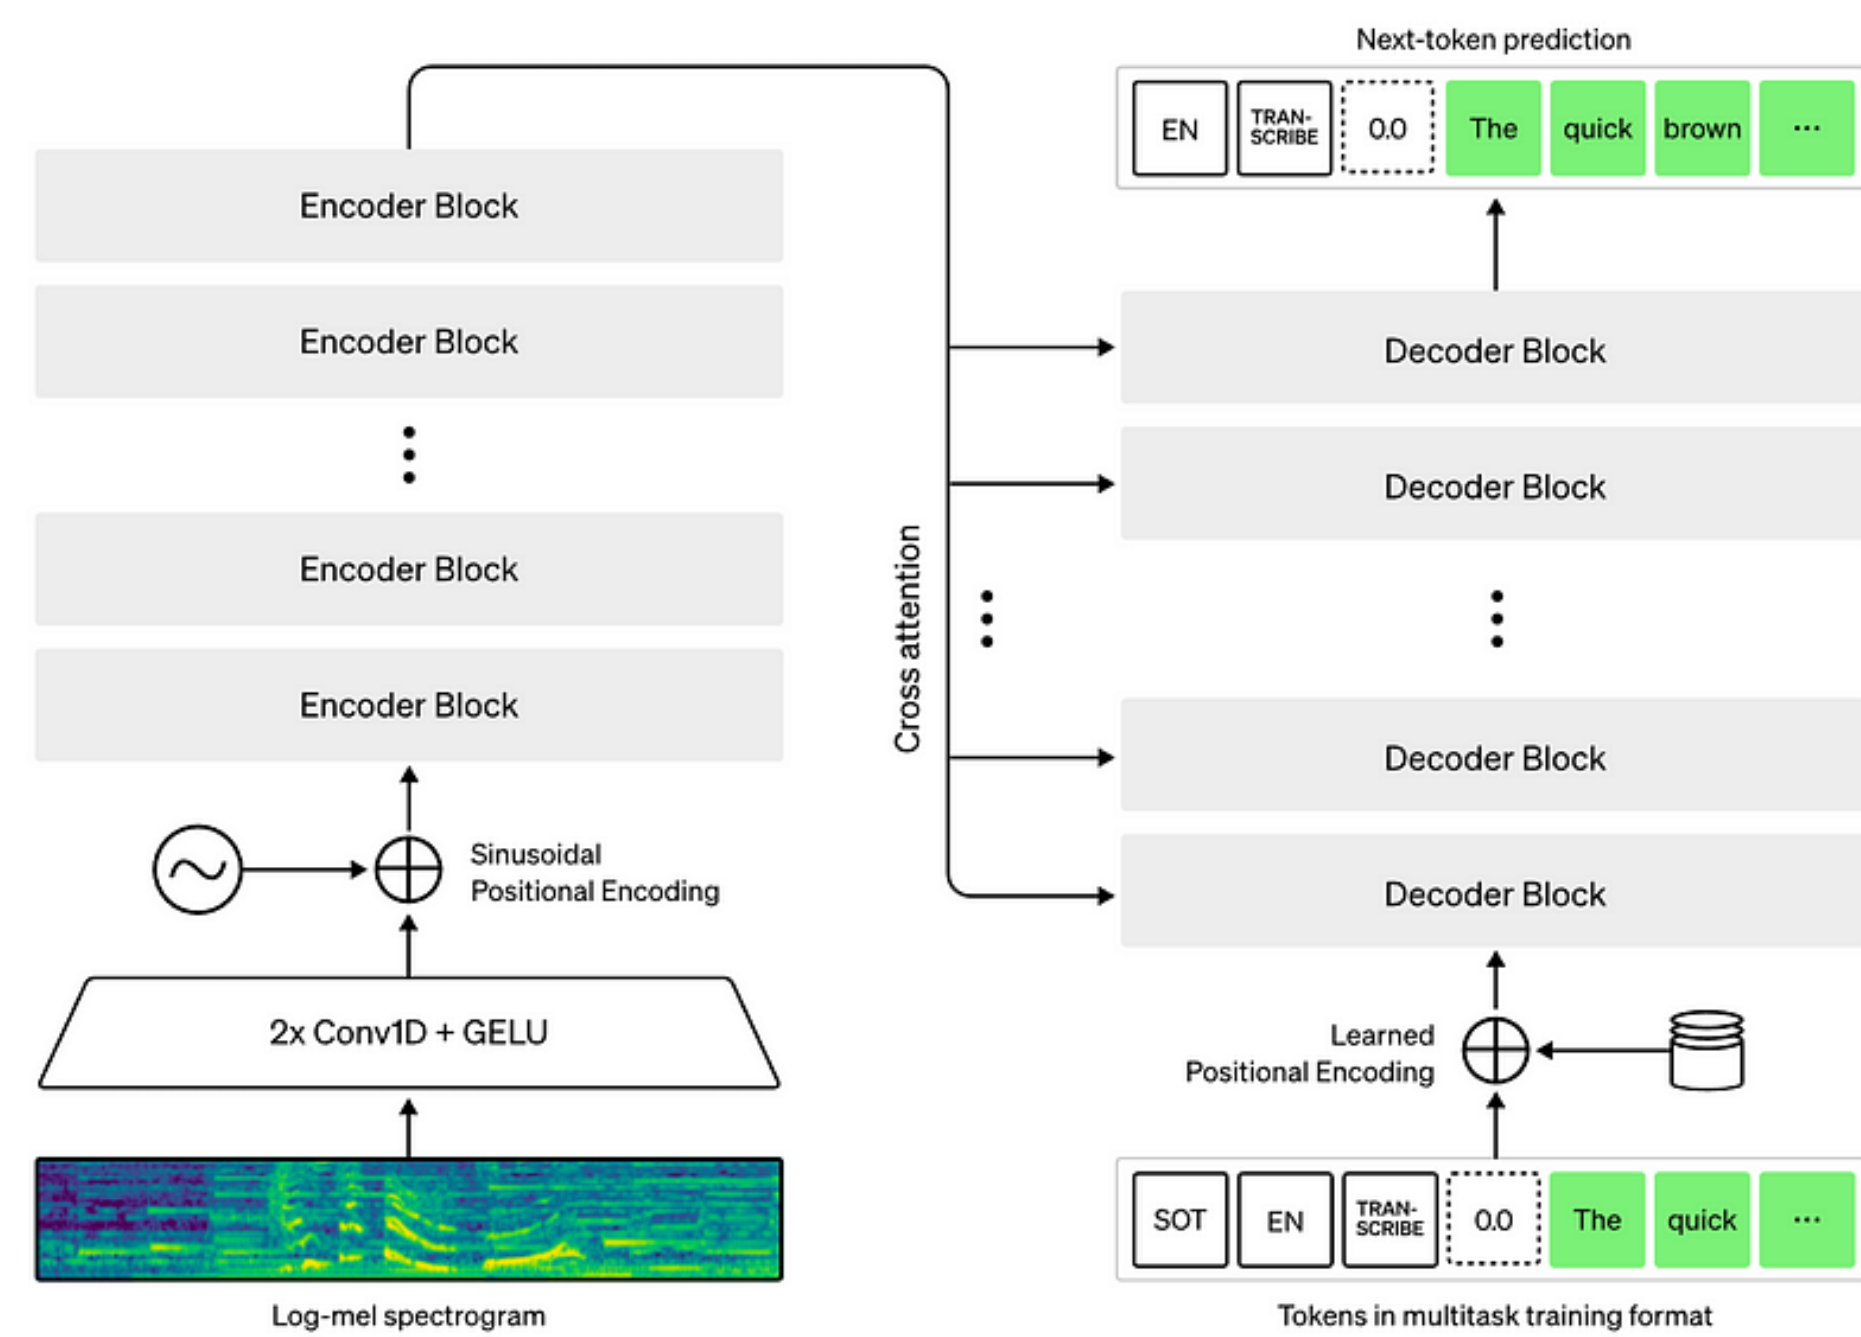 Next-token prediction
EN TRAN-
SCRIBE 0.0 The quick brown ...
Encoder Block
Encoder Block
Encoder Block
Encoder Block
Sinusoidal
Positional Encoding
2x Conv1D + GELU
Log-mel spectrogram
Cross attention
Decoder Block
Decoder Block
Decoder Block
Decoder Block
Learned
Positional Encoding
SOT EN TRAN-
SCRIBE 0.0 The quick ...
Tokens in multitask training format